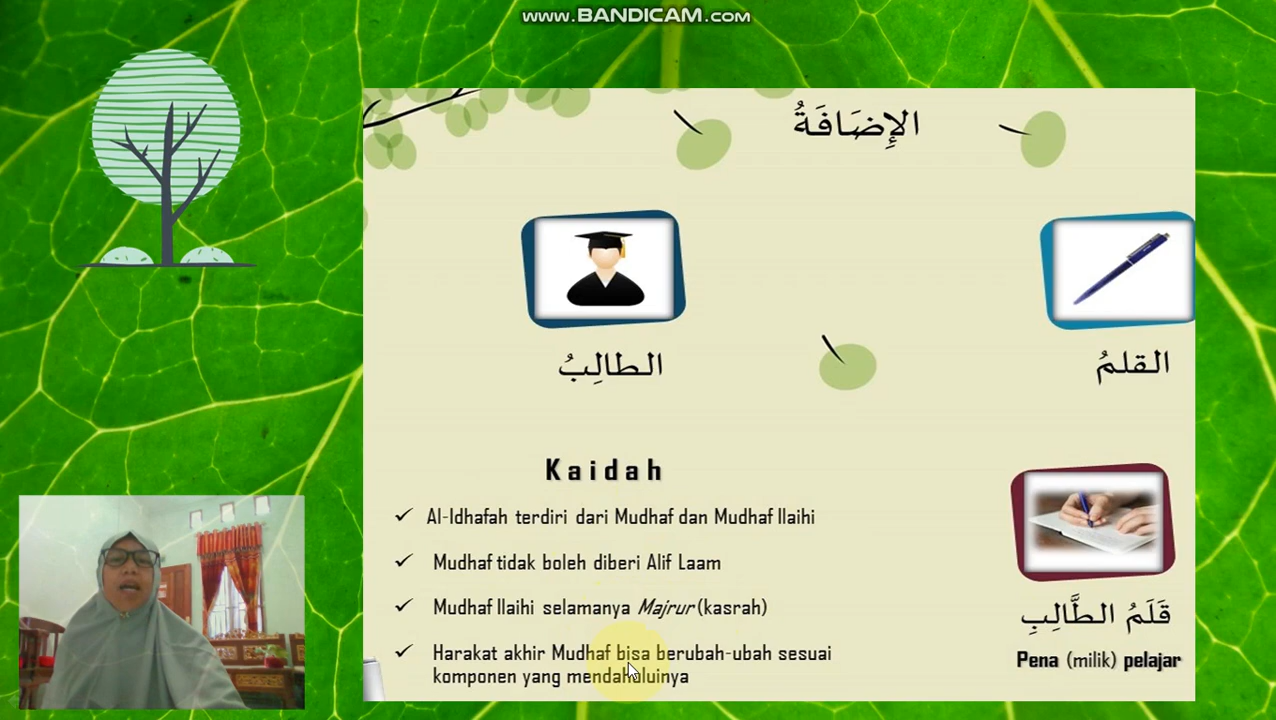 www.BANDICAM.com
الإِضَافَةُ
القلمُ
الطالِبُ
Kaidah
✓ Al-Idhafah terdiri dari Mudhaf dan Mudhaf Ilaihi
✓ Mudhaf tidak boleh diberi Alif Laam
✓ Mudhaf Ilaihi selamanya Majrur (kasrah)
✓ Harakat akhir Mudhaf bisa berubah-ubah sesuai
komponen yang mendahuluinya
قَلَمُ الطَّالِبِ
Pena (milik) pelajar